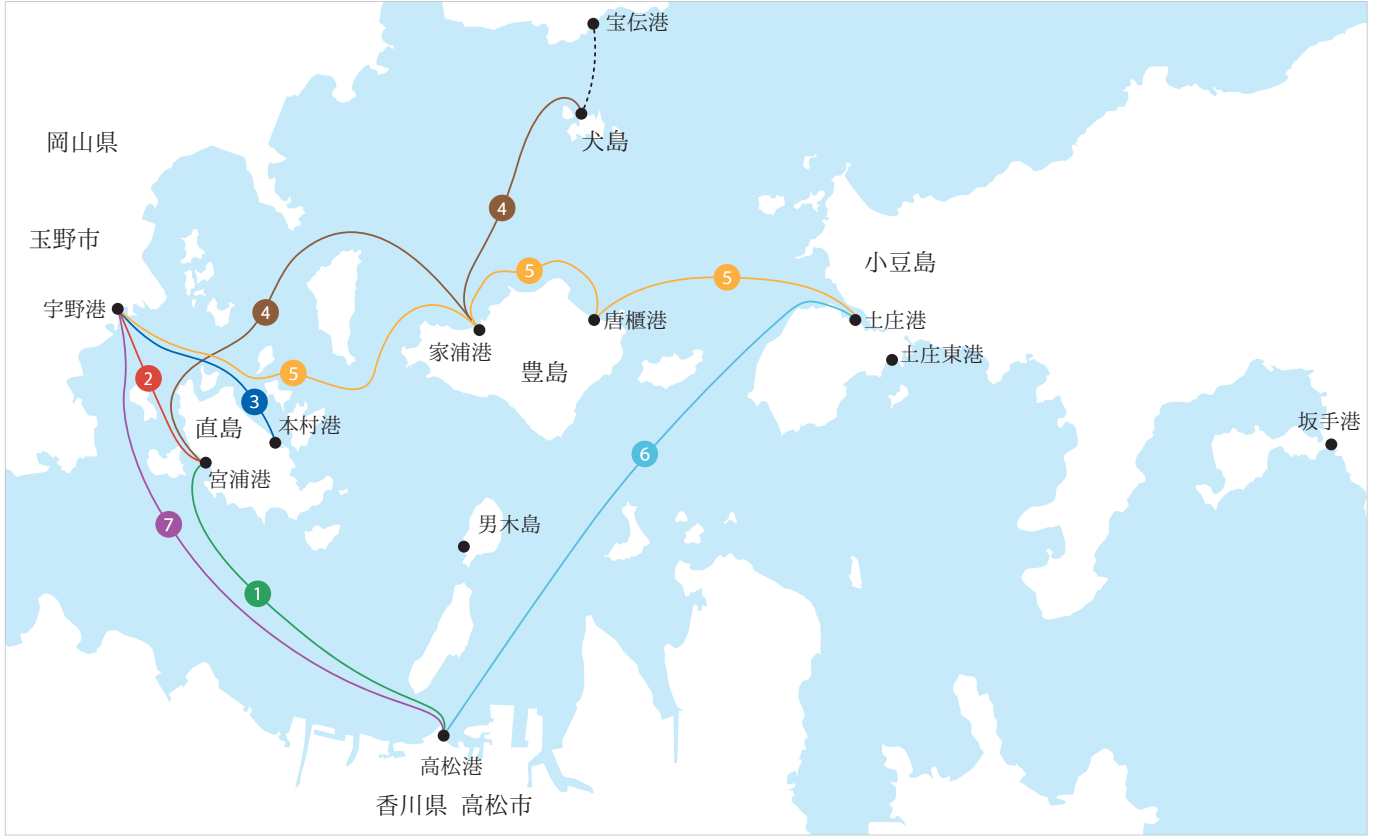 宝伝港
犬島
岡山県
4
玉野市
小豆島
5
5
宇野港
4
唐櫃港
土庄港
家浦港
土庄東港
豊島
2
5
3
直島
本村港
坂手港
6
宮浦港
7
男木島
1
高松港
香川県 高松市